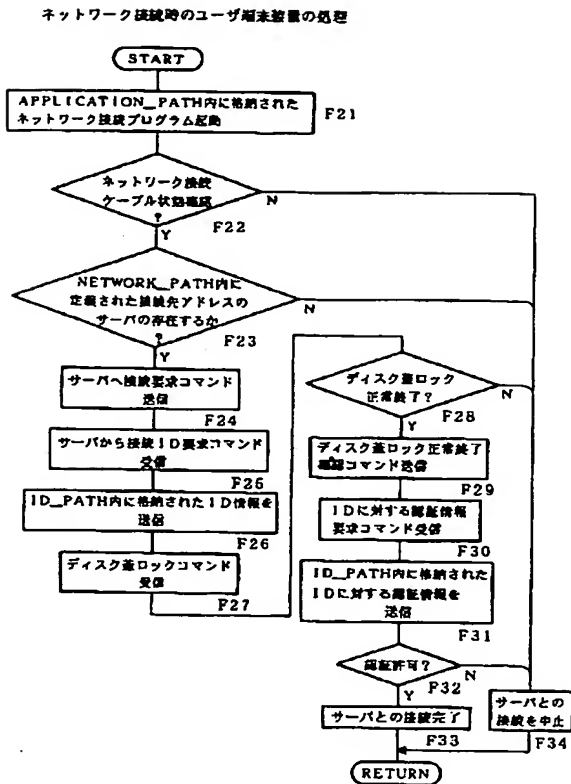 ネットワーク接続時のユーザ端末装置の処理
START
APPLICATION_PATH内に格納された
ネットワーク接続プログラム起動
F21
ネットワーク接続
ケーブル状態確認
?
N
Y
F22
NETWORK_PATH内に
定義された接続先アドレスの
サーバの存在するか
?
N
Y
F23
サーバへ接続要求コマンド
送信
F24
サーバから接続ID要求コマンド
受信
F25
ID_PATH内に格納されたID情報を
送信
F26
ディスク蓋ロックコマンド
受信
F27
ディスク蓋ロック
正常終了?
N
Y
F28
ディスク蓋ロック正常終了
確認コマンド送信
F29
IDに対する認証情報
要求コマンド受信
F30
ID_PATH内に格納された
IDに対する認証情報を
送信
F31
認証許可?
N
Y
F32
サーバとの接続完了
F33
サーバとの
接続を中止
F34
RETURN